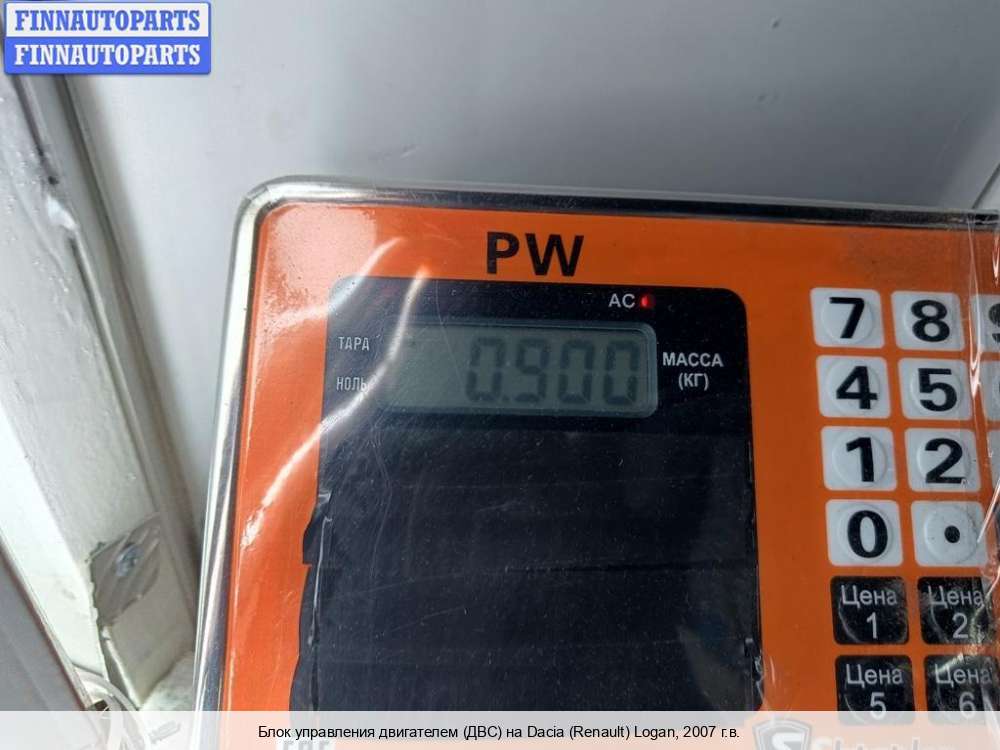 FINNAUTOPARTS
FINNAUTOPARTS
PW
AC
ТАРА
НОЛЬ
0.900
МАССА
(КГ)
7 8
4 5
1 2
0 •
Цена 1
Цена 2
Цена 5
Цена 6
Блок управления двигателем (ДВС) на Dacia (Renault) Logan, 2007 г.в.